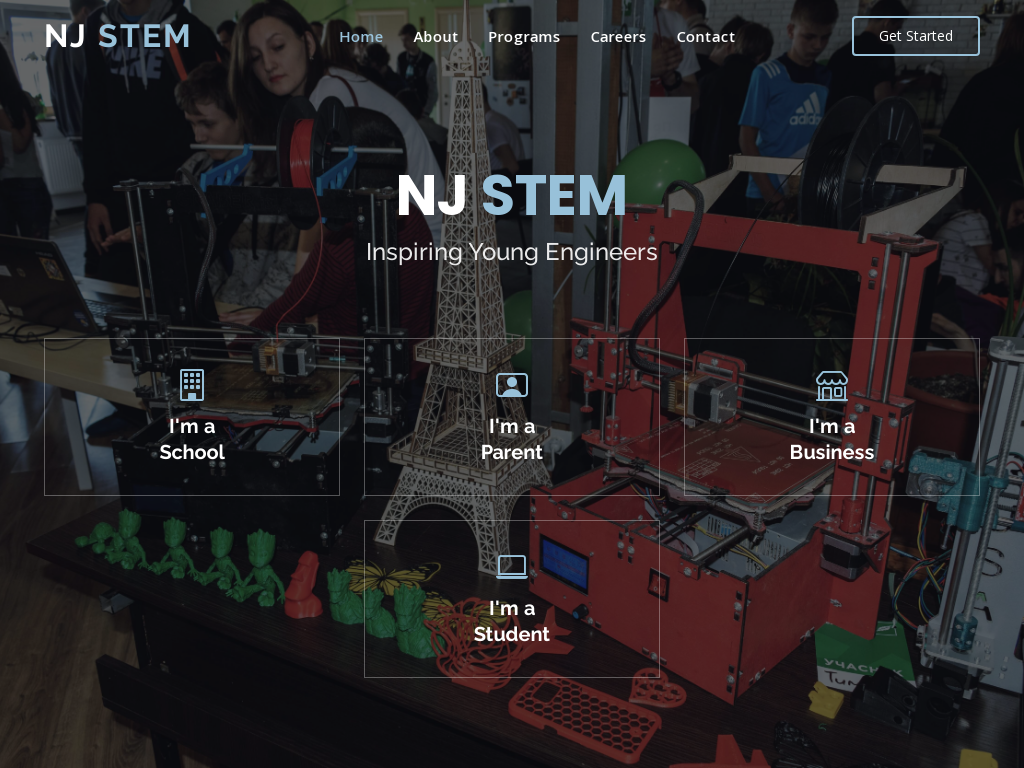 NJ STEM
Home
About
Programs
Careers
Contact
Get Started
adidas
NJ STEM
Inspiring Young Engineers
I'm a
School
I'm a
Parent
I'm a
Business
I'm a
Student